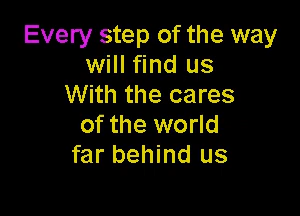 Every step of the way
will find us
With the cares
of the world
far behind us